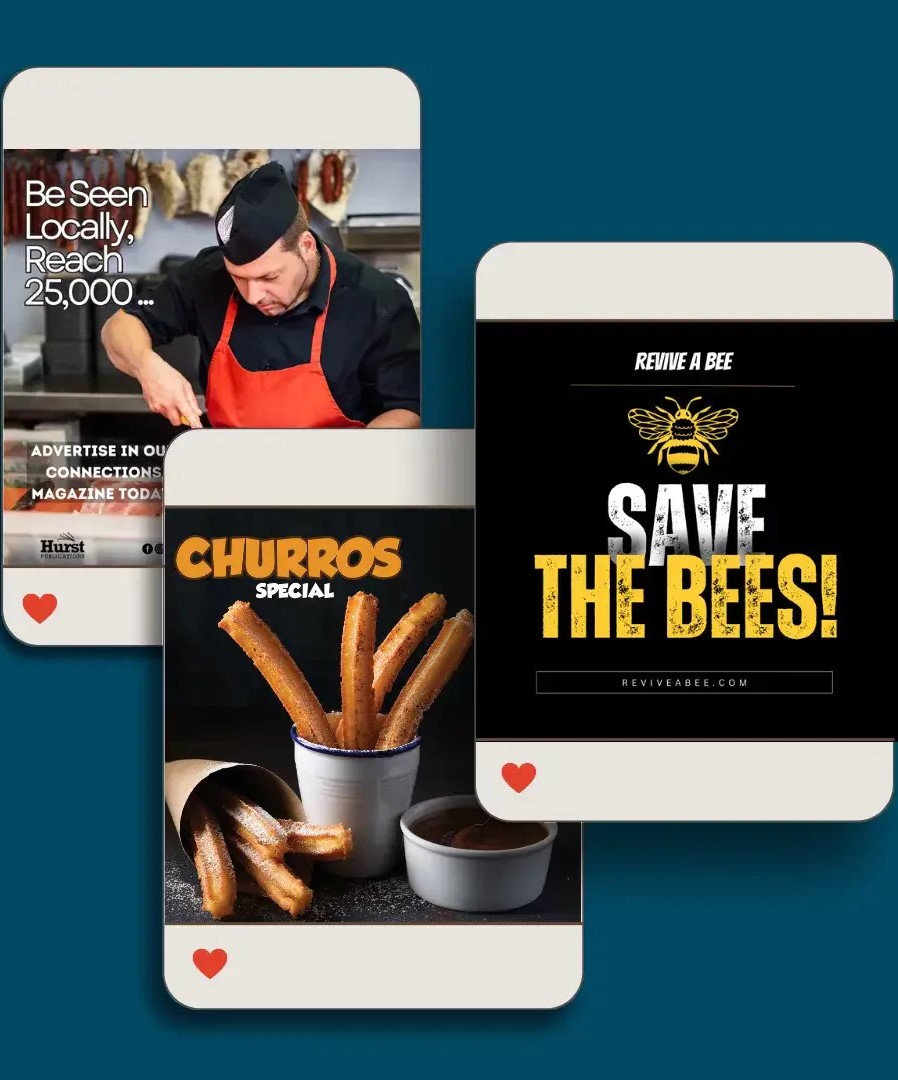 Be Seen
Locally,
Reach
25,000 ...
ADVERTISE IN OU
CONNECTIONS
MAGAZINE TODA
Hurst
PUBLICATIONS
CHURROS
SPECIAL
REVIVE A BEE
SAVE
THE BEES!
REVIVEABEE.COM